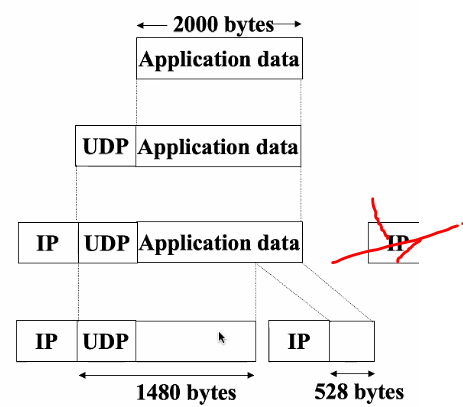 2000 bytes
Application data
UDP Application data
IP UDP Application data IP
IP UDP IP
1480 bytes 528 bytes